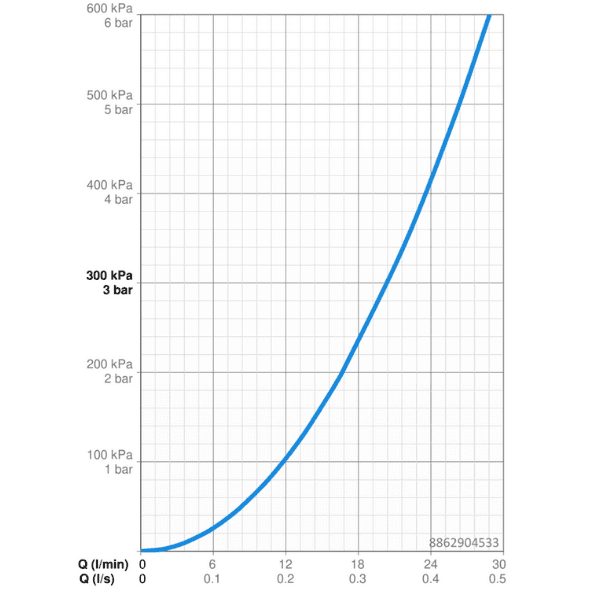 600 kPa
6 bar
500 kPa
5 bar
400 kPa
4 bar
300 kPa
3 bar
200 kPa
2 bar
100 kPa
1 bar
8862904533
Q (l/min) 0 6 12 18 24 30
Q (l/s) 0 0.1 0.2 0.3 0.4 0.5